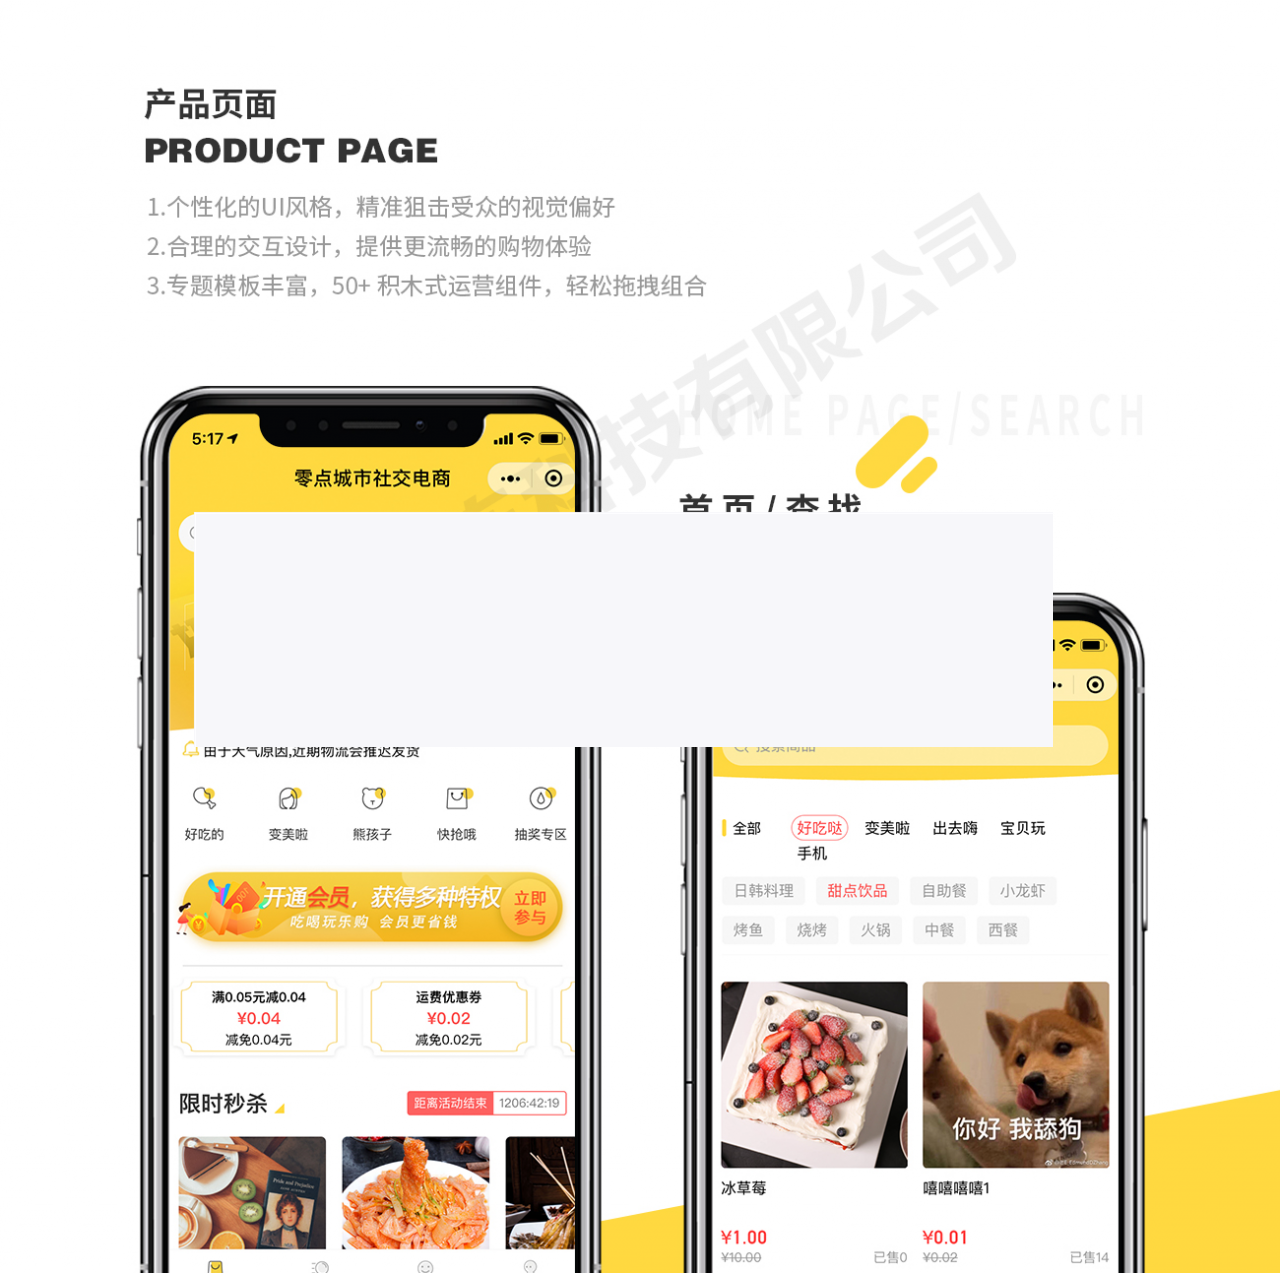 产品页面
PRODUCT PAGE
1.个性化的UI风格，精准狙击受众的视觉偏好
2.合理的交互设计，提供更流畅的购物体验
3.专题模板丰富，50+ 积木式运营组件，轻松拖拽组合
科技有限公司
HOME PAGE/SEARCH
首页/查找
5:17
零点城市社交电商
由于天气原因,近期物流会推迟发货
好吃的
变美啦
熊孩子
快抢哦
抽奖专区
开通会员，获得多种特权
吃喝玩乐购 会员更省钱
立即
参与
满0.05元减0.04
¥0.04
减免0.04元
运费优惠券
¥0.02
减免0.02元
限时秒杀
距离活动结束 1206:42:19
Pride and Prejudice
搜索商品
全部 好吃哒 变美啦 出去嗨 宝贝玩
手机
日韩料理 甜点饮品 自助餐 小龙虾
烤鱼 烧烤 火锅 中餐 西餐
你好 我舔狗
冰草莓
¥1.00
¥10.00 已售0
嘻嘻嘻嘻1
¥0.01
¥0.02 已售14